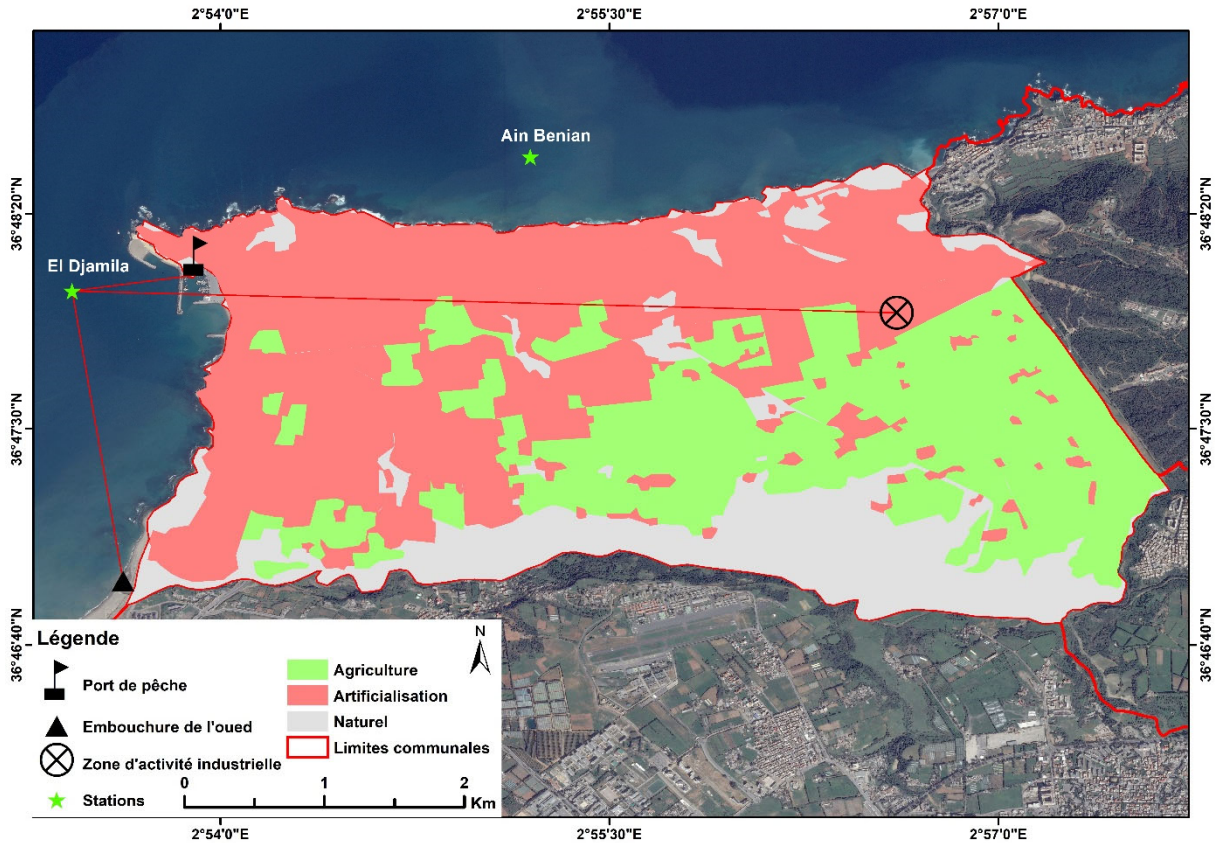 2°54'0"E 2°55'30"E 2°57'0"E
Ain Benian
36°48'20"N 36°48'20"N
El Djamila
36°47'30"N 36°47'30"N
36°46'40"N 36°46'40"N
Légende
N
Port de pêche
Embouchure de l'oued
Zone d'activité industrielle
Stations
Agriculture
Artificialisation
Naturel
Limites communales
0 1 2
Km
2°54'0"E 2°55'30"E 2°57'0"E